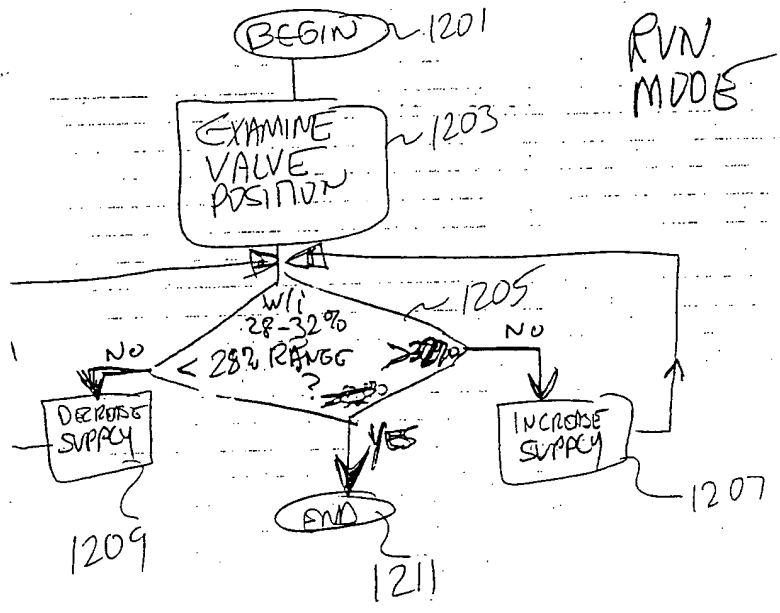 BEGIN
1201
RUN
MODE
EXAMINE
VALVE
POSITION
1203
W/i
28-32%
1205
NO
< 28% RANGE
?
NO
DECREASE
SUPPLY
YES
INCREASE
SUPPLY
1209
END
1207
1211